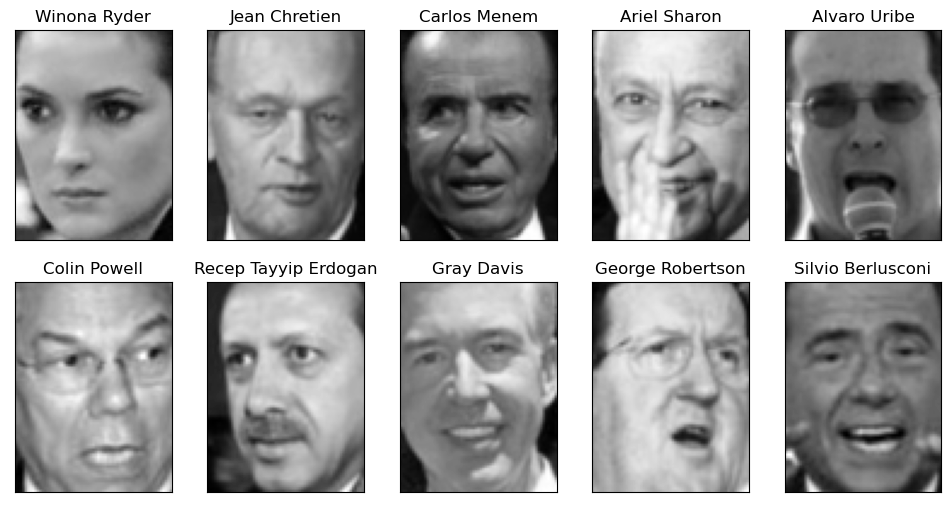 Winona Ryder
Jean Chretien
Carlos Menem
Ariel Sharon
Alvaro Uribe
Colin Powell
Recep Tayyip Erdogan
Gray Davis
George Robertson
Silvio Berlusconi